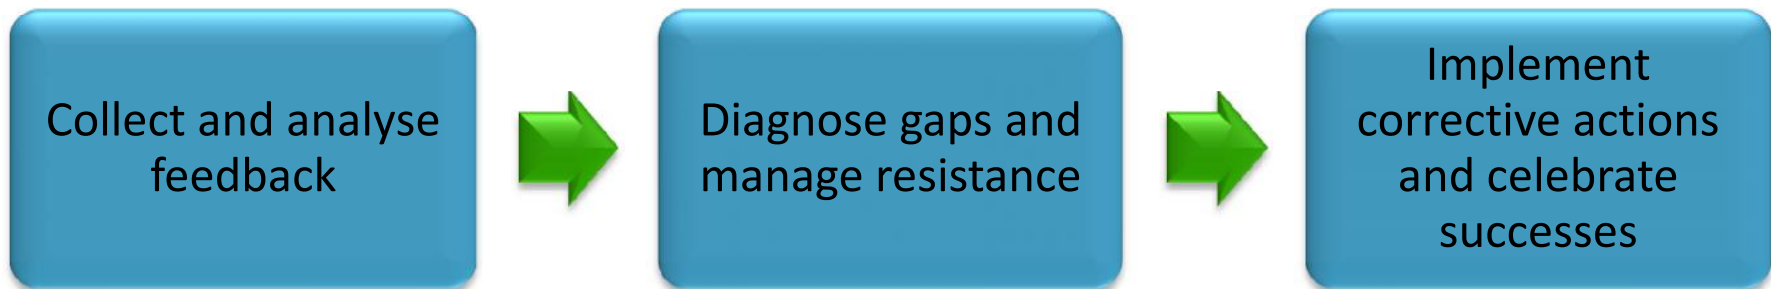 Collect and analyse
feedback
Diagnose gaps and
manage resistance
Implement
corrective actions
and celebrate
successes